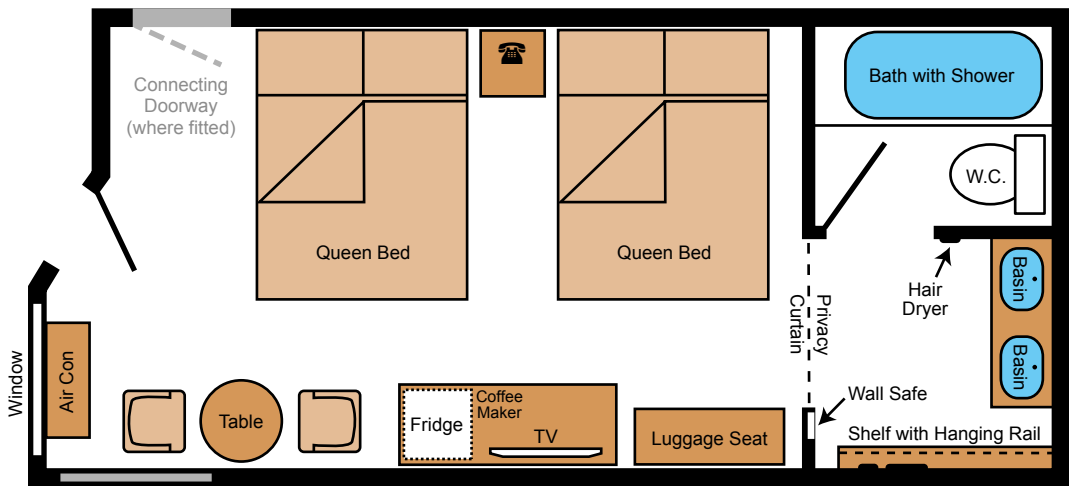 Connecting
Doorway
(where fitted)
Bath with Shower
W.C.
Queen Bed
Queen Bed
Hair
Dryer
Basin
Basin
Privacy
Curtain
Window
Air Con
Table
Fridge
Coffee
Maker
TV
Luggage Seat
Wall Safe
Shelf with Hanging Rail